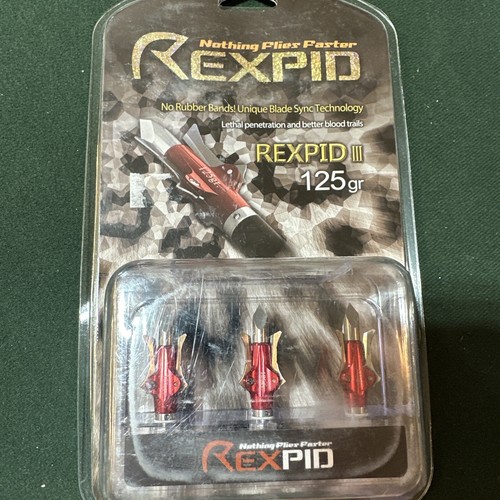 Nothing Flies Faster
REXPID
No Rubber Bands! Unique Blade Sync Technology
Lethal penetration and better blood trails
REXPID III
125 gr
125gr
Nothing Flies Faster
REXPID